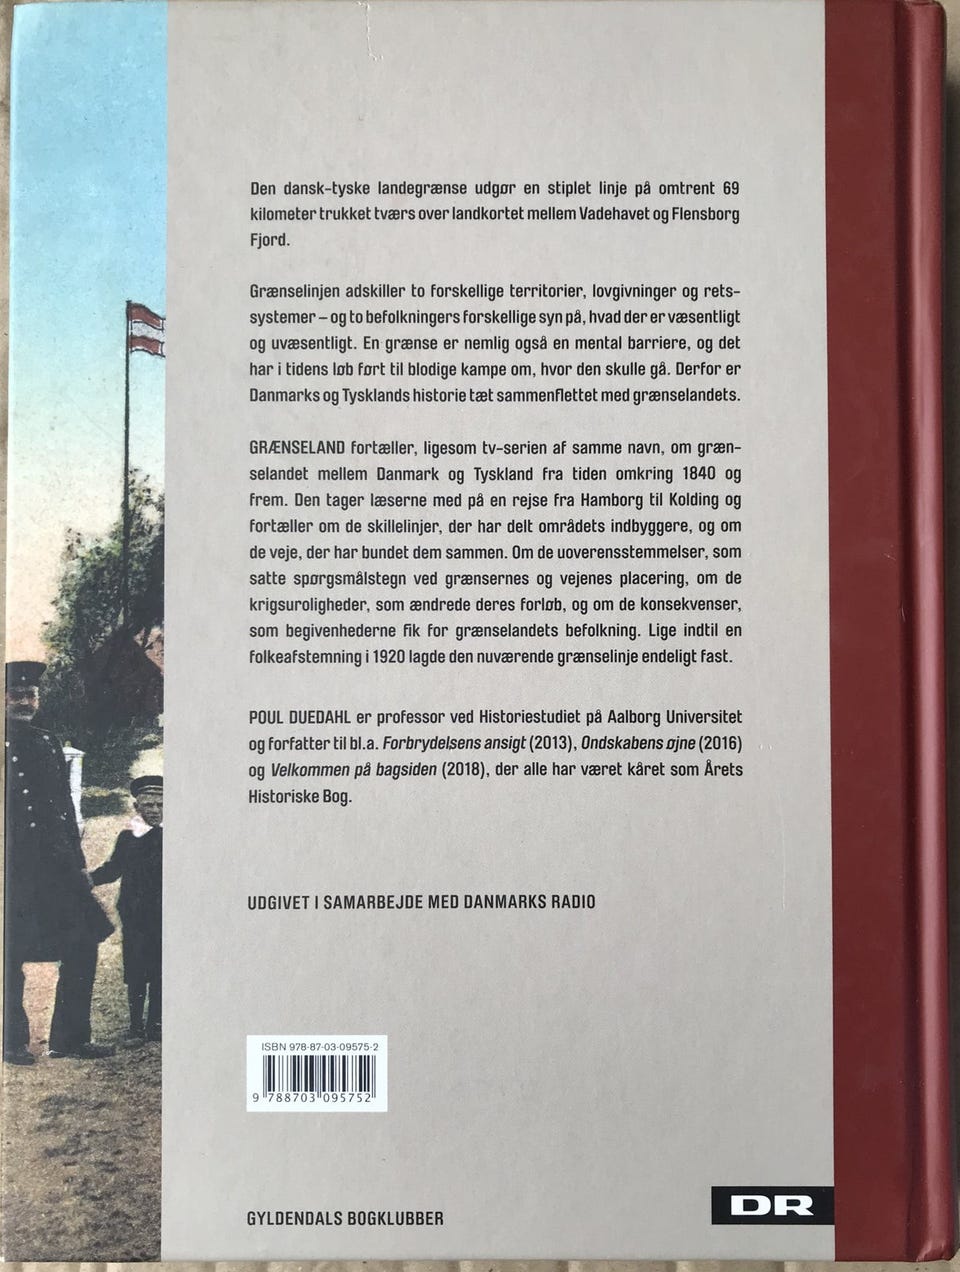 Den dansk-tyske landegrænse udgør en stiplet linje på omtrent 69
kilometer trukket tværs over landkortet mellem Vadehavet og Flensborg
Fjord.
Grænselinjen adskiller to forskellige territorier, lovgivninger og rets-
systemer – og to befolkningers forskellige syn på, hvad der er væsentligt
og uvæsentligt. En grænse er nemlig også en mental barriere, og det
har i tidens løb ført til blodige kampe om, hvor den skulle gå. Derfor er
Danmarks og Tysklands historie tæt sammenflettet med grænselandets.
GRÆNSELAND fortæller, ligesom tv-serien af samme navn, om græn-
selandet mellem Danmark og Tyskland fra tiden omkring 1840 og
frem. Den tager læserne med på en rejse fra Hamborg til Kolding og
fortæller om de skillelinjer, der har delt områdets indbyggere, og om
de veje, der har bundet dem sammen. Om de uoverensstemmelser, som
satte spørgsmålstegn ved grænsernes og vejenes placering, om de
krigsuroligheder, som ændrede deres forløb, og om de konsekvenser,
som begivenhederne fik for grænselandets befolkning. Lige indtil en
folkeafstemning i 1920 lagde den nuværende grænselinje endeligt fast.
POUL DUEDAHL er professor ved Historiestudiet på Aalborg Universitet
og forfatter til bl.a. Forbrydelsens ansigt (2013), Ondskabens øjne (2016)
og Velkommen på bagsiden (2018), der alle har været kåret som Årets
Historiske Bog.
UDGIVET I SAMARBEJDE MED DANMARKS RADIO
ISBN 978-87-03-09575-2
9 788703 095752
GYLDENDALS BOGKLUBBER
DR